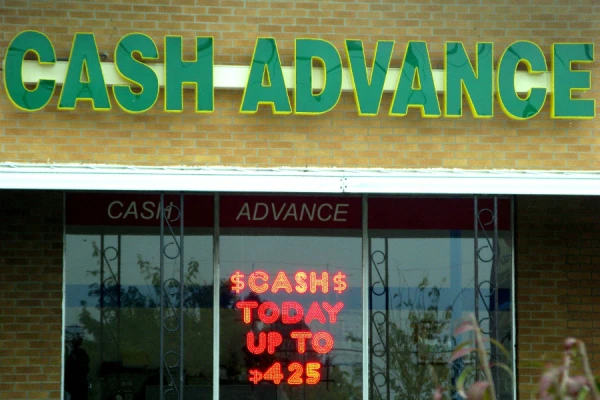 CASH ADVANCE
CASH ADVANCE
$CASH$
TODAY
UP TO
$425